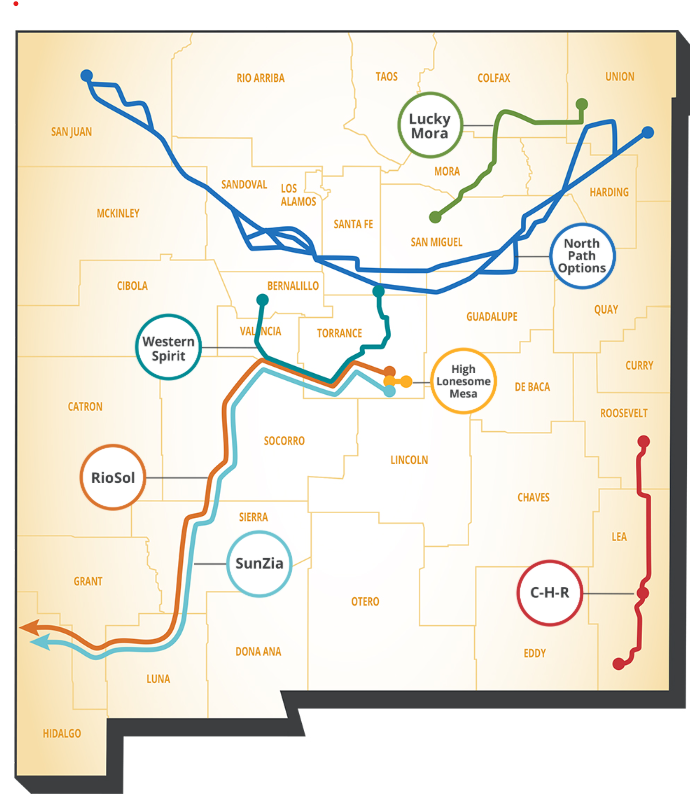 RIO ARRIBA
TAOS
COLFAX
UNION
Lucky
Mora
SAN JUAN
MORA
SANDOVAL
LOS
ALAMOS
HARDING
MCKINLEY
SANTA FE
SAN MIGUEL
North
Path
Options
CIBOLA
BERNALILLO
QUAY
GUADALUPE
VALENCIA
TORRANCE
Western
Spirit
High
Lonesome
Mesa
CURRY
DE BACA
CATRON
ROOSEVELT
SOCORRO
LINCOLN
RioSol
CHAVES
SIERRA
LEA
SunZia
GRANT
C-H-R
OTERO
DONA ANA
EDDY
LUNA
HIDALGO